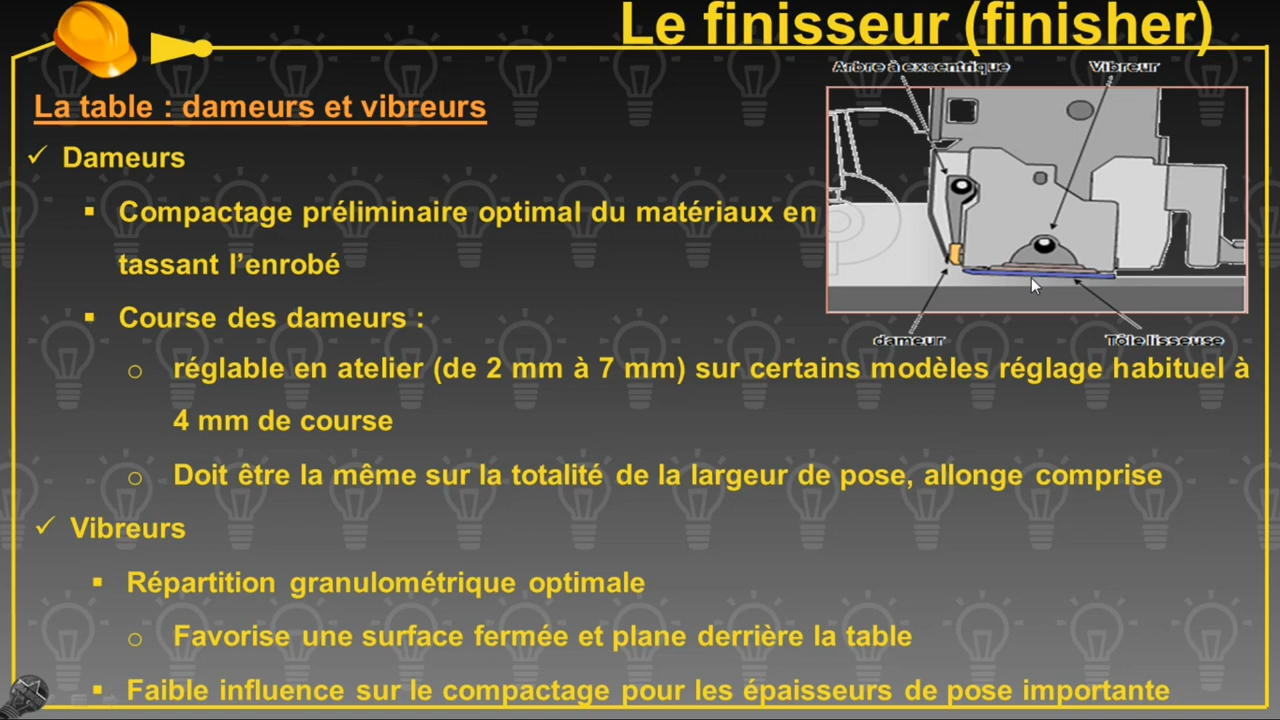 Le finisseur (finisher)
Arbre à excentrique
Vibreur
La table : dameurs et vibreurs
Dameurs
Compactage préliminaire optimal du matériaux en
tassant l’enrobé
Course des dameurs :
dameur
Tôle lisseuse
réglable en atelier (de 2 mm à 7 mm) sur certains modèles réglage habituel à
4 mm de course
Doit être la même sur la totalité de la largeur de pose, allonge comprise
Vibreurs
Répartition granulométrique optimale
Favorise une surface fermée et plane derrière la table
Faible influence sur le compactage pour les épaisseurs de pose importante